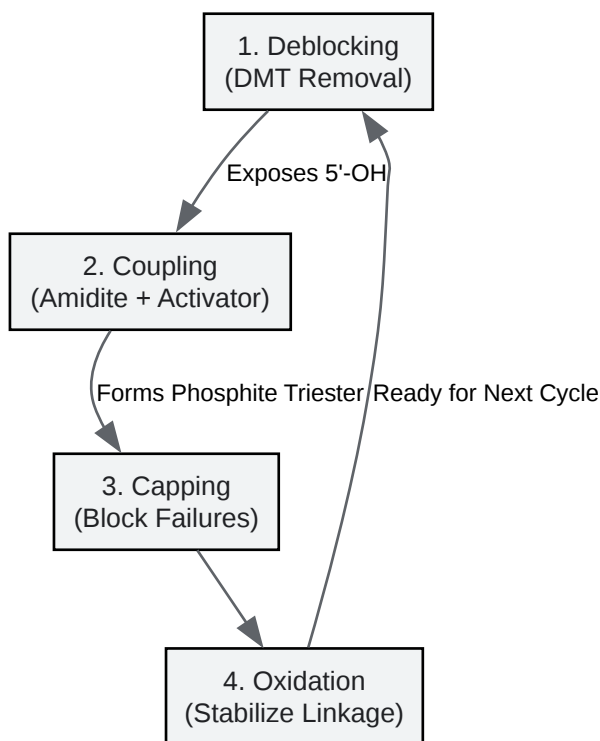 1. Deblocking
(DMT Removal)
Exposes 5'-OH
2. Coupling
(Amidite + Activator)
Forms Phosphite Triester
Ready for Next Cycle
3. Capping
(Block Failures)
4. Oxidation
(Stabilize Linkage)